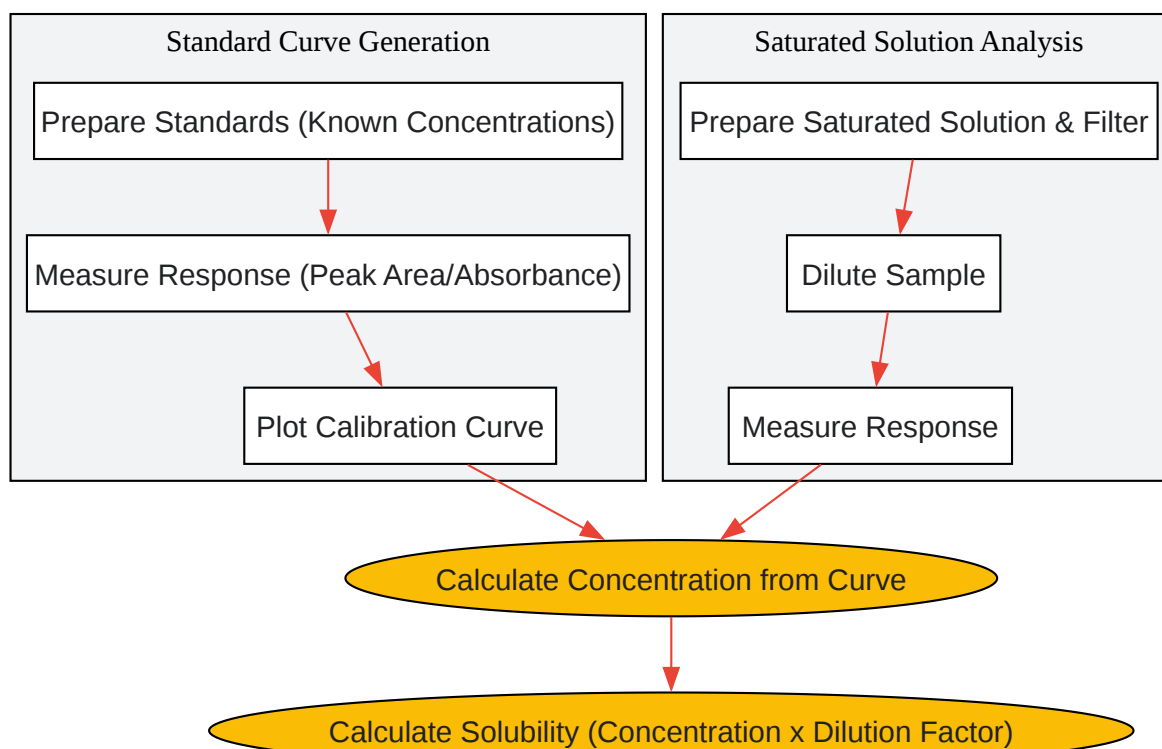 Standard Curve Generation
Prepare Standards (Known Concentrations)
Measure Response (Peak Area/Absorbance)
Plot Calibration Curve
Saturated Solution Analysis
Prepare Saturated Solution & Filter
Dilute Sample
Measure Response
Calculate Concentration from Curve
Calculate Solubility (Concentration x Dilution Factor)